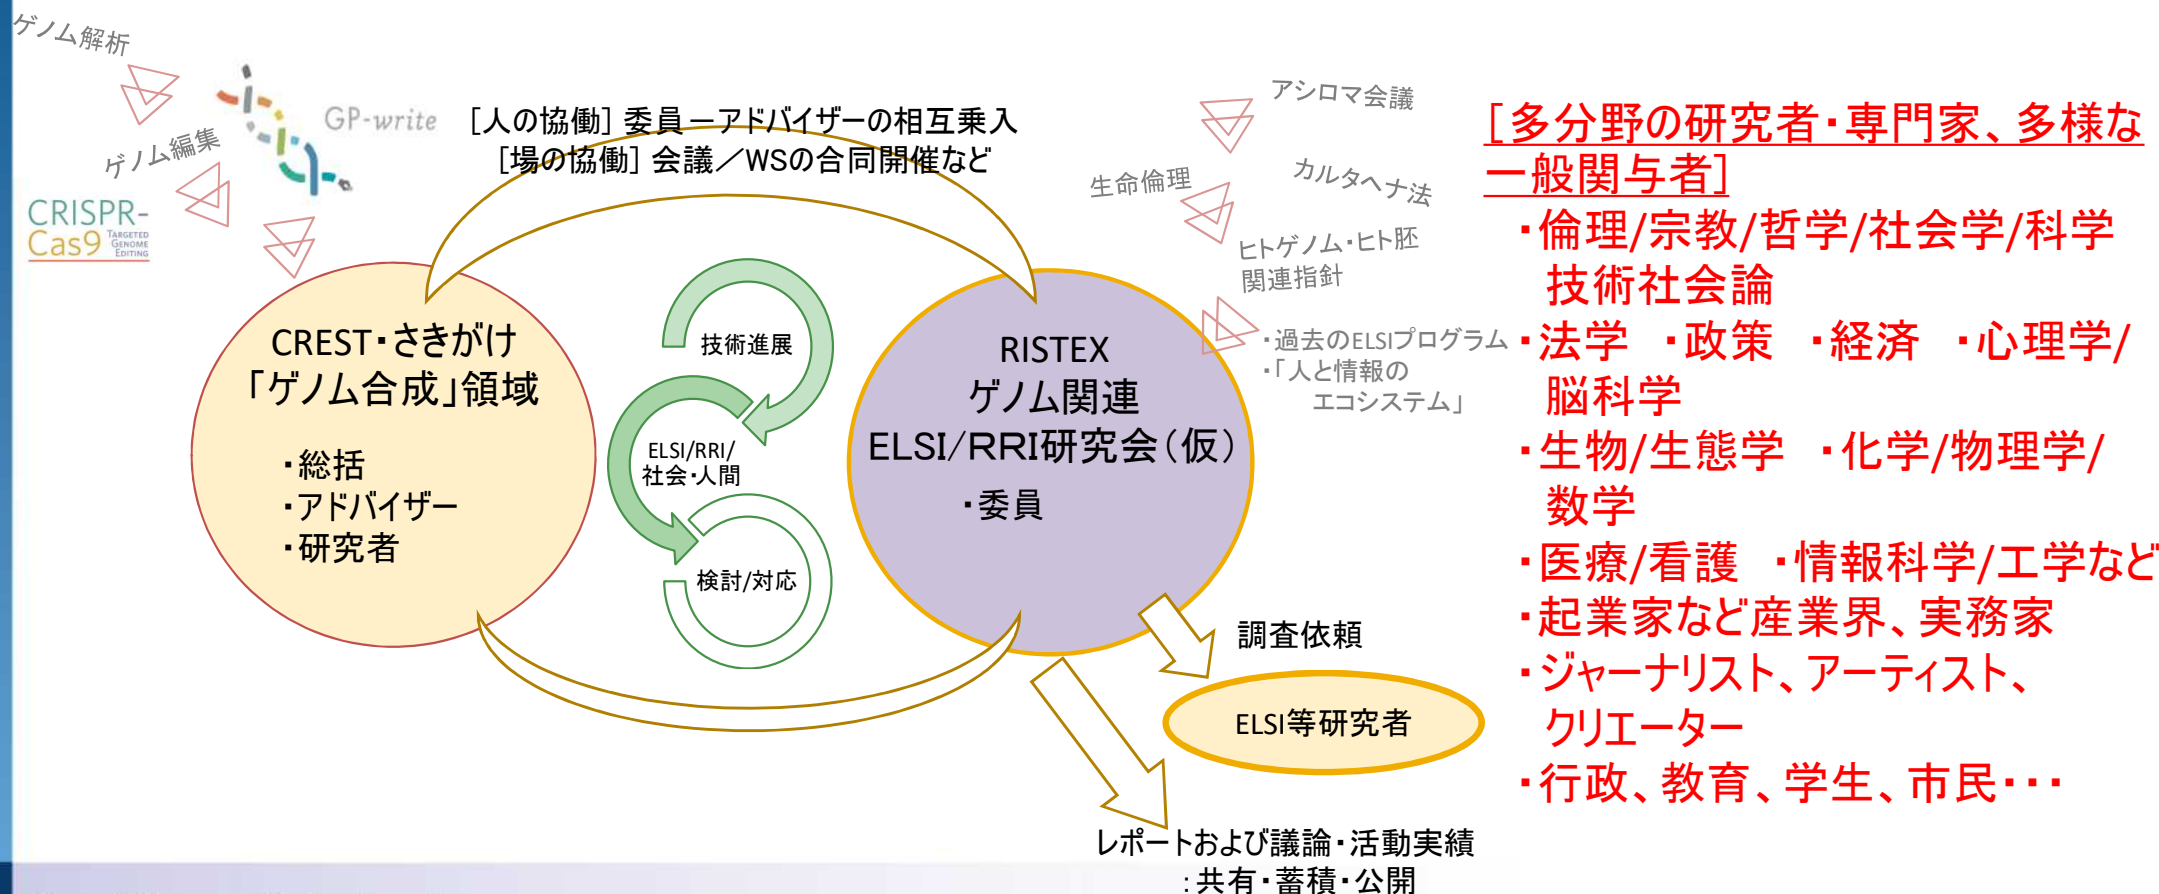 ゲノム解析
GP-write
ゲノム編集
CRISPR-
Cas9 TARGETED GENOME EDITING
[人の協働] 委員－アドバイザーの相互乗入
[場の協働] 会議／WSの合同開催など
アシロマ会議
生命倫理
カルタヘナ法
ヒトゲノム・ヒト胚
関連指針
・過去のELSIプログラム
・「人と情報の
エコシステム」
CREST・さきがけ
「ゲノム合成」領域
・総括
・アドバイザー
・研究者
技術進展
ELSI/RRI/
社会・人間
検討/対応
RISTEX
ゲノム関連
ELSI/RRI研究会（仮）
・委員
調査依頼
ELSI等研究者
レポートおよび議論・活動実績
：共有・蓄積・公開
[多分野の研究者・専門家、多様な
一般関与者]
・倫理/宗教/哲学/社会学/科学
技術社会論
・法学　・政策　・経済　・心理学/
脳科学
・生物/生態学　・化学/物理学/
数学
・医療/看護　・情報科学/工学など
・起業家など産業界、実務家
・ジャーナリスト、アーティスト、
クリエーター
・行政、教育、学生、市民・・・